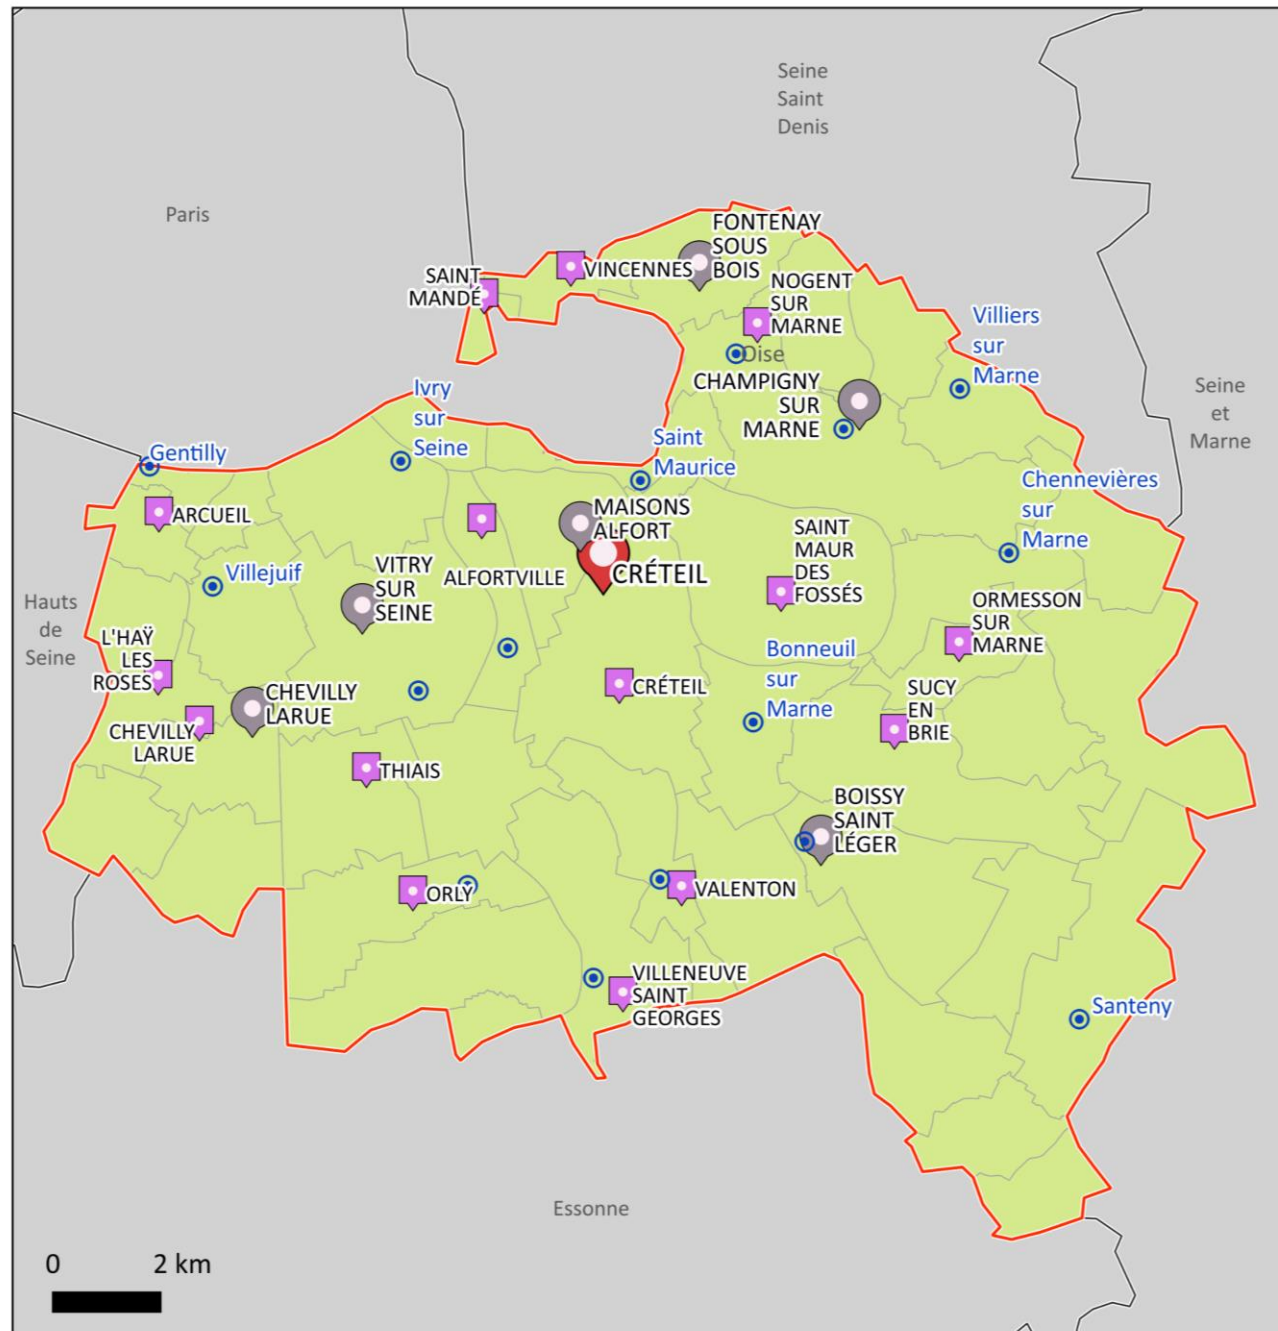 Seine
Saint
Denis
Paris
FONTENAY
SOUS
BOIS
VINCENNES
SAINT
MANDÉ
NOGENT
SUR
MARNE
Villiers
sur
Marne
Oise
CHAMPIGNY
SUR
MARNE
Seine
et
Marne
Ivry
sur
Seine
Saint
Maurice
Gentilly
Chennevières
sur
Marne
ARCUEIL
MAISONS
ALFORT
SAINT
MAUR
DES
FOSSÉS
Villejuif
VITRY
SUR
SEINE
ALFORTVILLE
CRÉTEIL
Hauts
de
Seine
ORMESSON
SUR
MARNE
L'HAŸ
LES
ROSES
Bonneuil
sur
Marne
CRÉTEIL
SUCY
EN
BRIE
CHEVILLY
LARUE
CHEVILLY
LARUE
THIAIS
BOISSY
SAINT
LÉGER
ORLY
VALENTON
VILLENEUVE
SAINT
GEORGES
Santeny
Essonne
0 2 km